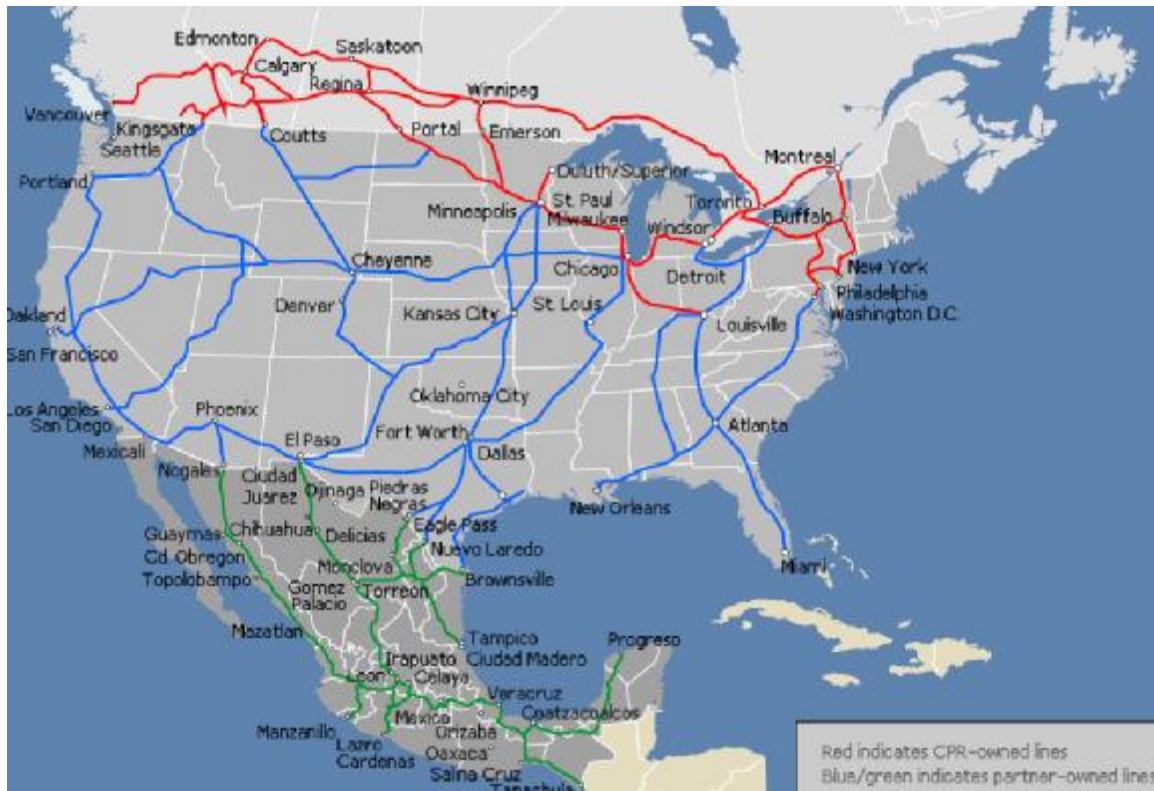 Edmonton
Saskatoon
Calgary
Regina
Winnipeg
Vancouver
Kingsgate
Coutts
Portal
Emerson
Seattle
Montreal
Duluth/Superior
Portland
Toronto
Minneapolis
St. Paul
Milwaukee
Windsor
Buffalo
Cheyenne
Chicago
Detroit
New York
Denver
Kansas City
St. Louis
Philadelphia
Washington D.C.
Oakland
Louisville
San Francisco
Oklahoma City
Los Angeles
San Diego
Phoenix
Fort Worth
Atlanta
Mexicali
El Paso
Dallas
Nogales
Ciudad
Juarez
Ojinaga
Piedras
Negras
New Orleans
Guaymas
Chihuahua
Delicias
Eagle Pass
Cd. Obregon
Nuevo Laredo
Topolobampo
Monclova
Gomez
Palacio
Torreon
Brownsville
Miami
Mazatlan
Tampico
Ciudad Madero
Progreso
Irapuato
Leon
Celaya
Veracruz
Manzanillo
Mexico
Coatzacoalcos
Orizaba
Lazro
Cardenas
Oaxaca
Salina Cruz
Tapachula
Red indicates CPR-owned lines
Blue/green indicates partner-owned lines